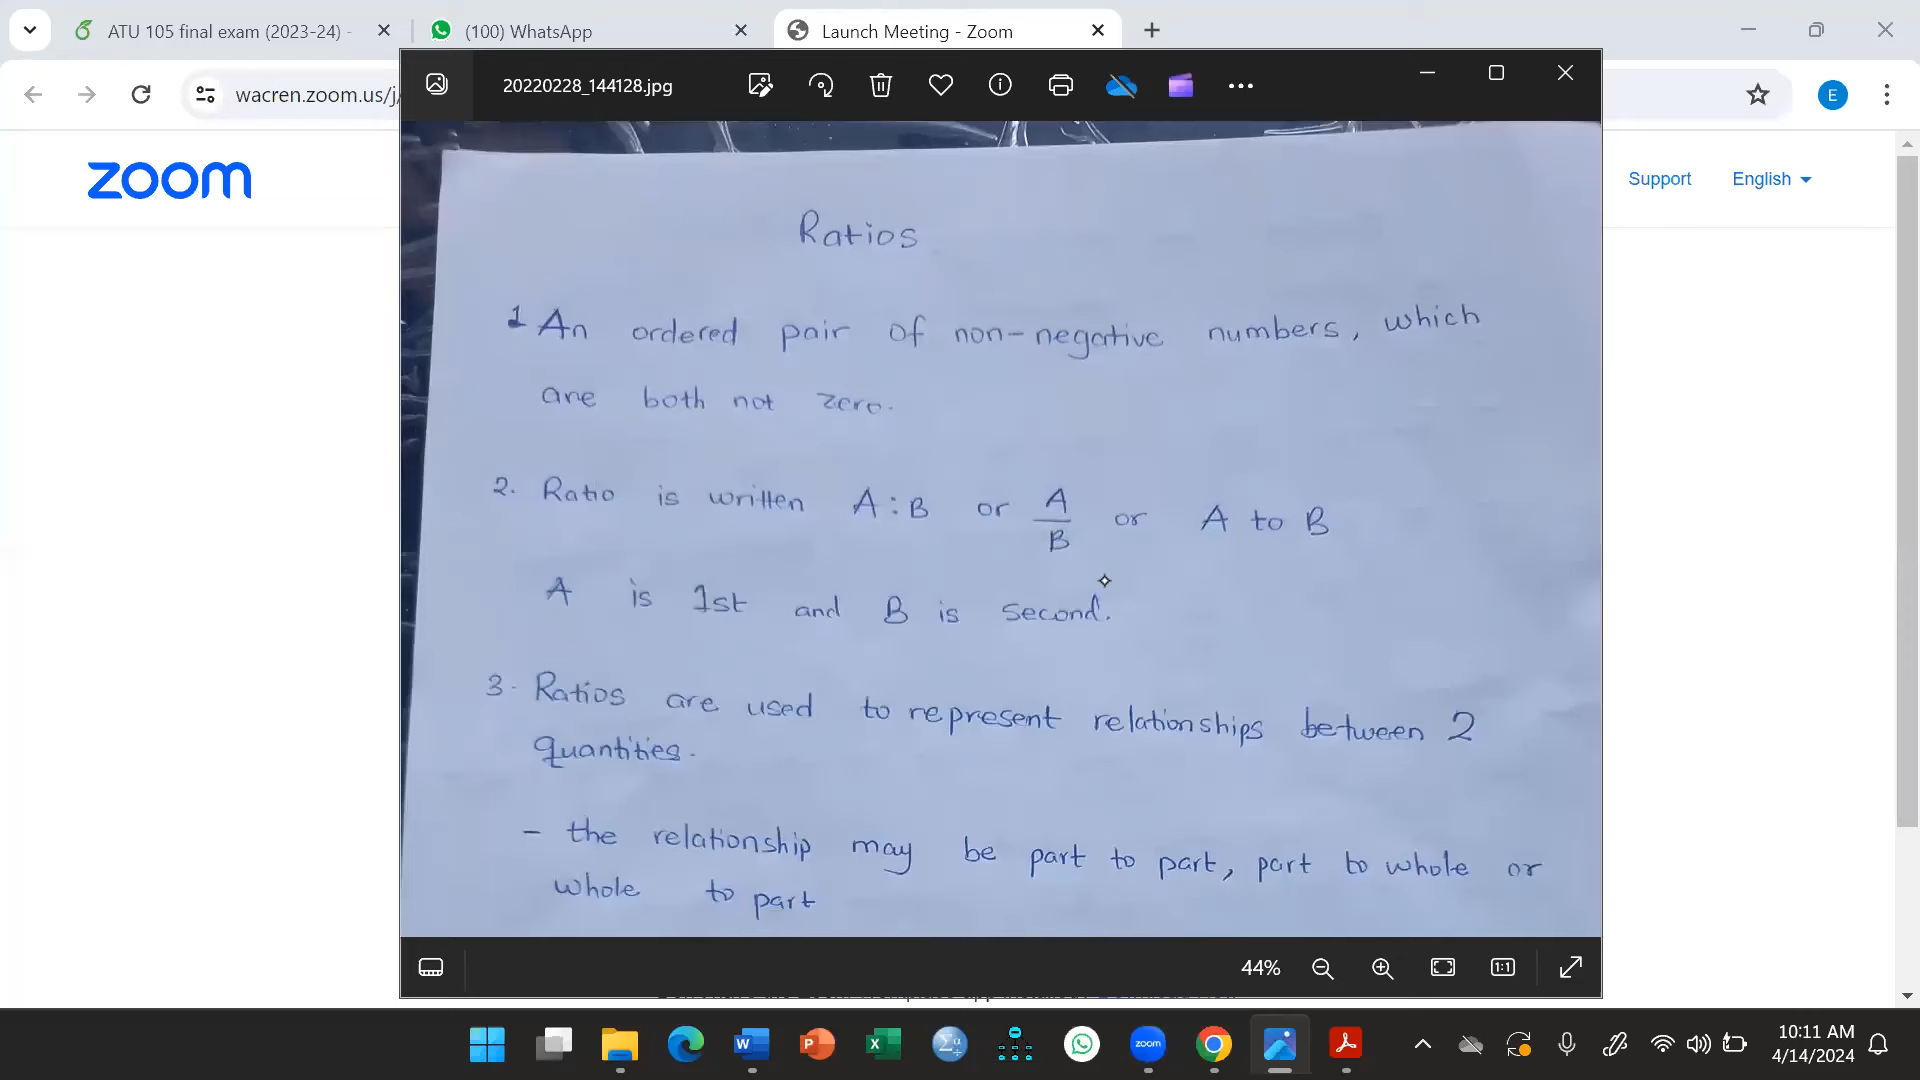 ATU 105 final exam (2023-24) -
(100) WhatsApp
Launch Meeting - Zoom
wacren.zoom.us/j/
E
20220228_144128.jpg
zoom
Support
English
Ratios
1 An ordered pair of non-negative numbers, which
are both not zero.
2. Ratio is written A : B or A/B or A to B
A is 1st and B is second.
3. Ratios are used to represent relationships between 2
quantities.
- the relationship may be part to part, part to whole or
whole to part
44%
1:1
10:11 AM
4/14/2024